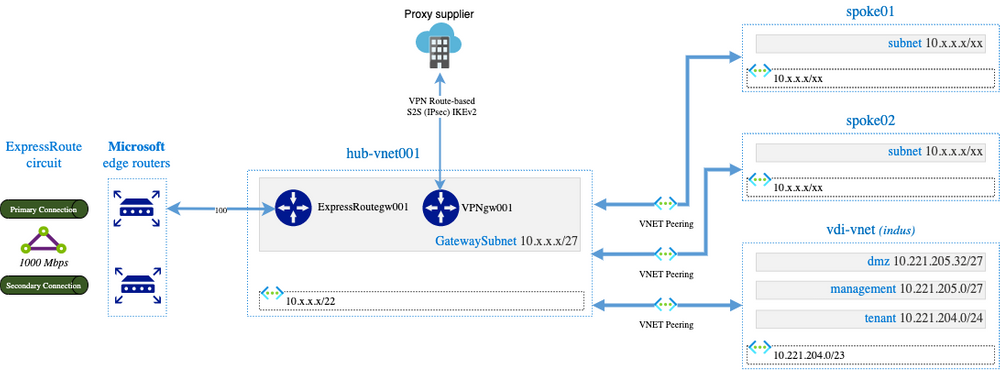 Proxy supplier
VPN Route-based
S2S (IPsec) IKEv2
ExpressRoute
circuit
Primary Connection
1000 Mbps
Secondary Connection
Microsoft
edge routers
100
hub-vnet001
ExpressRoutegw001
VPNgw001
GatewaySubnet 10.x.x/27
10.x.x/22
VNET Peering
VNET Peering
VNET Peering
spoke01
subnet 10.x.x.x/xx
10.x.x.x/xx
spoke02
subnet 10.x.x.x/xx
10.x.x.x/xx
vdi-vnet (indus)
dmz 10.221.205.32/27
management 10.221.205.0/27
tenant 10.221.204.0/24
10.221.204.0/23